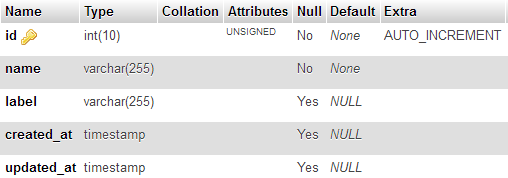 Name Type Collation Attributes Null Default Extra
id int(10) UNSIGNED No None AUTO_INCREMENT
name varchar(255) No None
label varchar(255) Yes NULL
created_at timestamp Yes NULL
updated_at timestamp Yes NULL